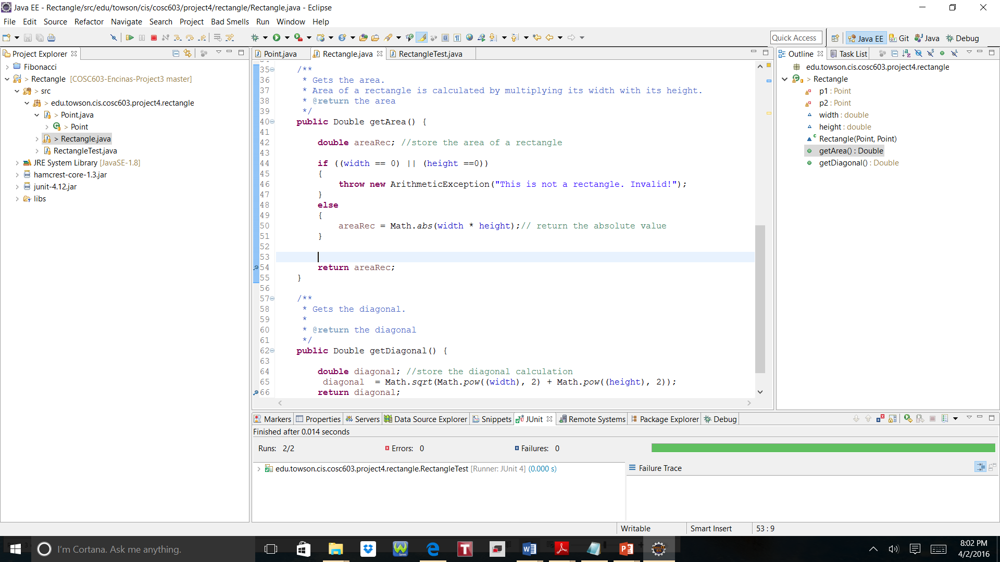 Java EE - Rectangle/src/edu/towson/cis/cosc603/project4/rectangle/Rectangle.java - Eclipse
File Edit Source Refactor Navigate Search Project Bad Smells Run Window Help
Quick Access Java EE Git Java Debug
Project Explorer
Fibonacci
> Rectangle [COSC603-Encinas-Project3 master]
> src
> edu.towson.cis.cosc603.project4.rectangle
> Point.java
> Point
> Rectangle.java
RectangleTest.java
JRE System Library [JavaSE-1.8]
hamcrest-core-1.3.jar
junit-4.12.jar
libs
Point.java Rectangle.java RectangleTest.java
35 /**
36 * Gets the area.
37 * Area of a rectangle is calculated by multiplying its width with its height.
38 * @return the area
39 */
40 public Double getArea() {
41
42 double areaRec; //store the area of a rectangle
43
44 if ((width == 0) || (height ==0))
45 {
46 throw new ArithmeticException("This is not a rectangle. Invalid!");
47 }
48 else
49 {
50 areaRec = Math.abs(width * height);// return the absolute value
51 }
52
53
54 return areaRec;
55 }
56
57 /**
58 * Gets the diagonal.
59 *
60 * @return the diagonal
61 */
62 public Double getDiagonal() {
63
64 double diagonal; //store the diagonal calculation
65 diagonal = Math.sqrt(Math.pow((width), 2) + Math.pow((height), 2));
66 return diagonal;
Outline Task List
edu.towson.cis.cosc603.project4.rectangle
> Rectangle
p1 : Point
p2 : Point
width : double
height : double
Rectangle(Point, Point)
getArea() : Double
getDiagonal() : Double
Markers Properties Servers Data Source Explorer Snippets JUnit Remote Systems Package Explorer Debug
Finished after 0.014 seconds
Runs: 2/2 Errors: 0 Failures: 0
edu.towson.cis.cosc603.project4.rectangle.RectangleTest [Runner: JUnit 4] (0.000 s)
Failure Trace
Writable Smart Insert 53 : 9
I'm Cortana. Ask me anything.
8:02 PM
4/2/2016